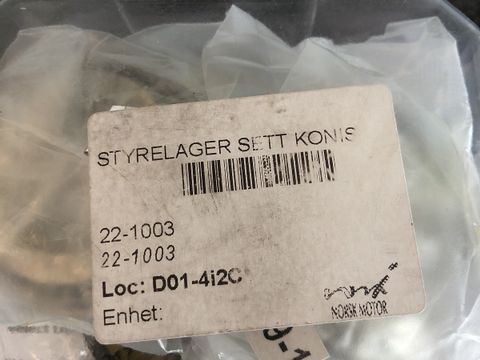 STYRELAGER SETT KONIS
22-1003
22-1003
Loc: D01-4i2C
Enhet:
NORSK MOTOR